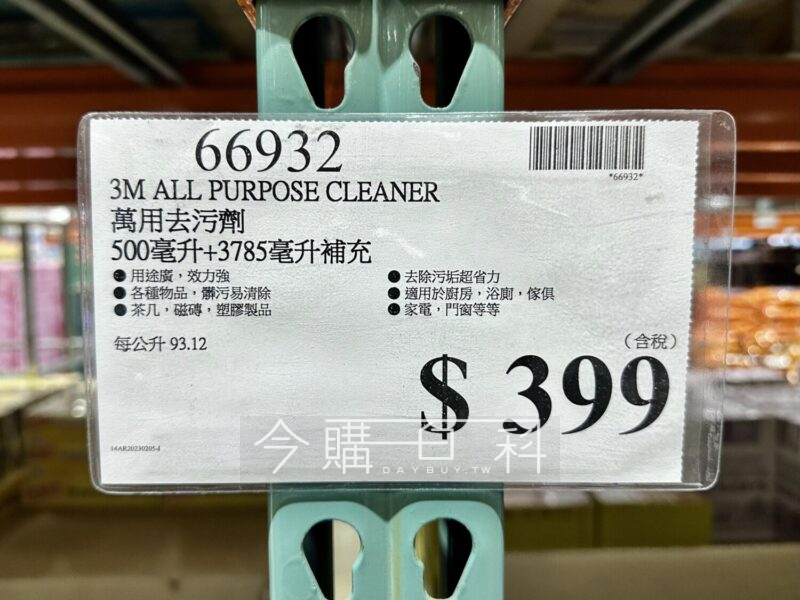 66932
*66932*
3M ALL PURPOSE CLEANER
萬用去污劑
500毫升+3785毫升補充
● 用途廣，效力強
● 各種物品，髒污易清除
● 茶几，磁磚，塑膠製品
● 去除污垢超省力
● 適用於廚房，浴廁，傢俱
● 家電，門窗等等
每公升 93.12
（含稅）
$ 399
14AR20230205-I
今購百科
DAYBUY.TW